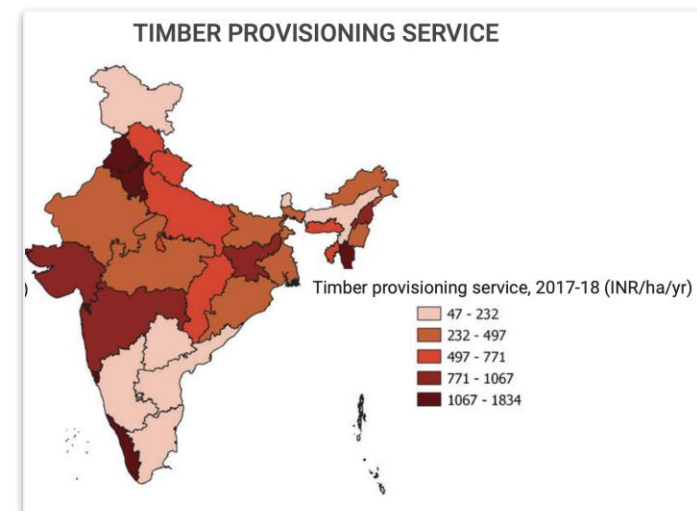 TIMBER PROVISIONING SERVICE
) Timber provisioning service, 2017-18 (INR/ha/yr)
47 - 232
232 - 497
497 - 771
771 - 1067
1067 - 1834